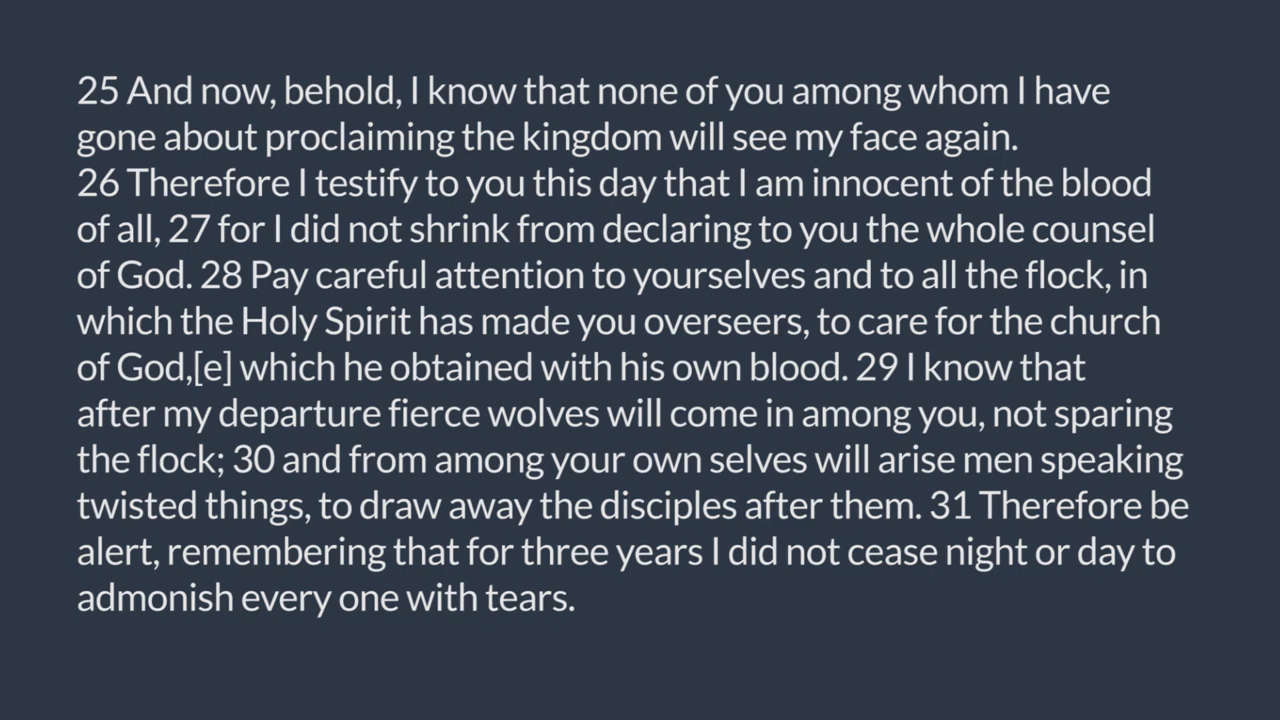 25 And now, behold, I know that none of you among whom I have
gone about proclaiming the kingdom will see my face again.
26 Therefore I testify to you this day that I am innocent of the blood
of all, 27 for I did not shrink from declaring to you the whole counsel
of God. 28 Pay careful attention to yourselves and to all the flock, in
which the Holy Spirit has made you overseers, to care for the church
of God,[e] which he obtained with his own blood. 29 I know that
after my departure fierce wolves will come in among you, not sparing
the flock; 30 and from among your own selves will arise men speaking
twisted things, to draw away the disciples after them. 31 Therefore be
alert, remembering that for three years I did not cease night or day to
admonish every one with tears.